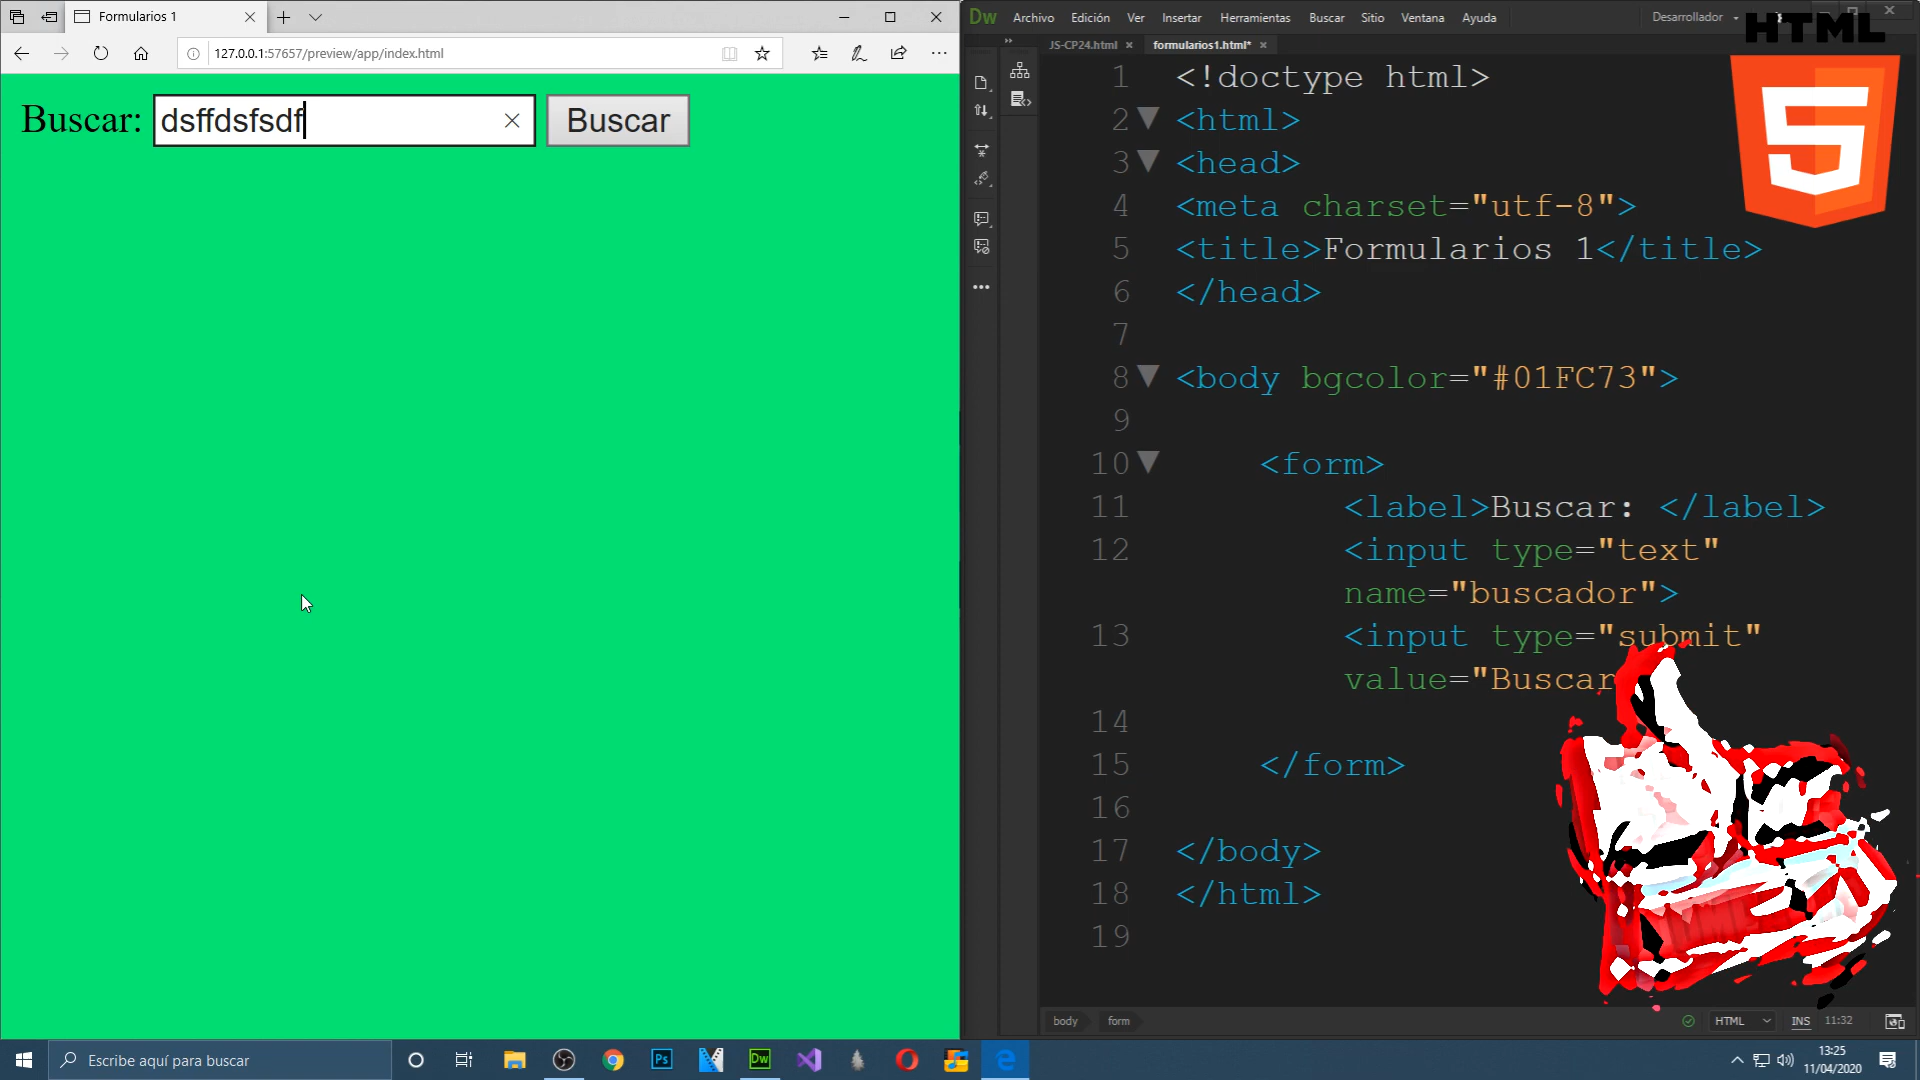 Formularios 1
127.0.0.1:57657/preview/app/index.html
Buscar: dsffdsfsdf Buscar
Dw Archivo Edición Ver Insertar Herramientas Buscar Sitio Ventana Ayuda Desarrollador
HTML
5
JS-CP24.html formularios1.html*
1 <!doctype html>
2 <html>
3 <head>
4 <meta charset="utf-8">
5 <title>Formularios 1</title>
6 </head>
7
8 <body bgcolor="#01FC73">
9
10 <form>
11 <label>Buscar: </label>
12 <input type="text"
name="buscador">
13 <input type="submit"
value="Buscar
14
15 </form>
16
17 </body>
18 </html>
19
body form HTML INS 11:32
Escribe aquí para buscar
Ps Dw
13:25
11/04/2020